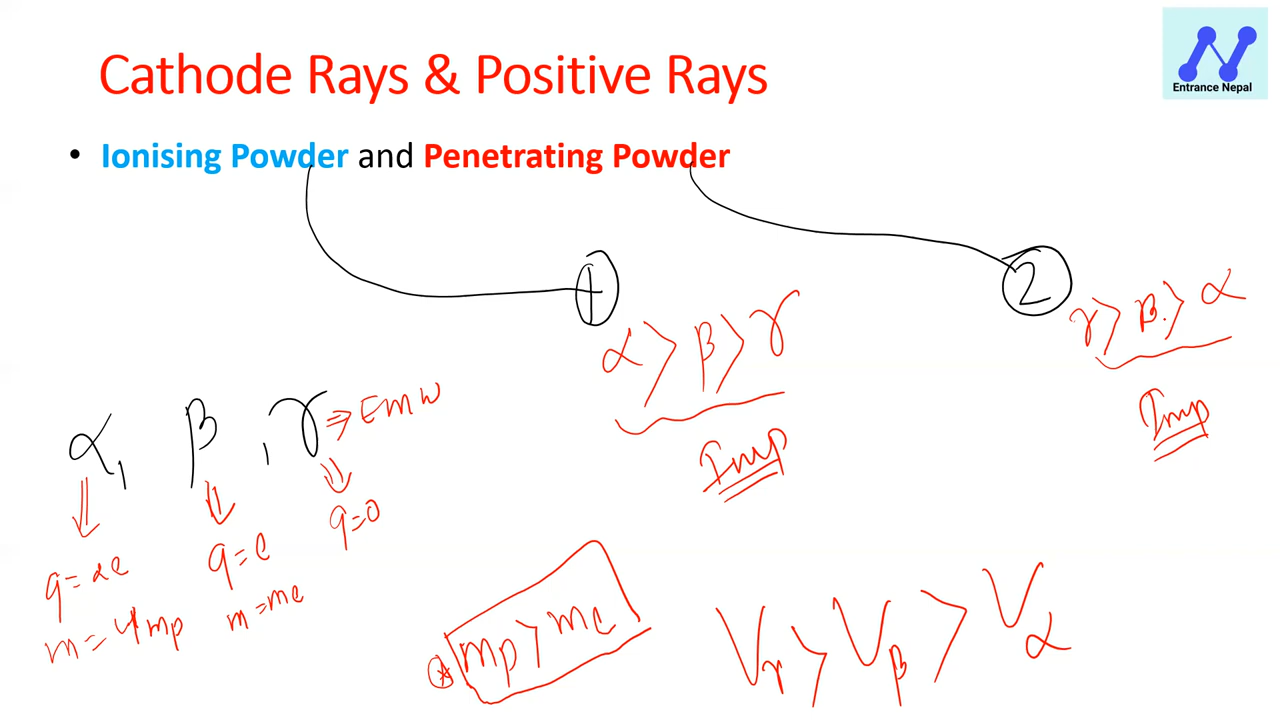 Cathode Rays & Positive Rays
Entrance Nepal
• Ionising Powder and Penetrating Powder
1
2
α > β > γ
γ > β > α
Imp
Imp
α, β, γ ⇒ EMW
q = 2e
m = 4mp
q = e
m = me
q = 0
mp > me
Vγ > Vβ > Vα